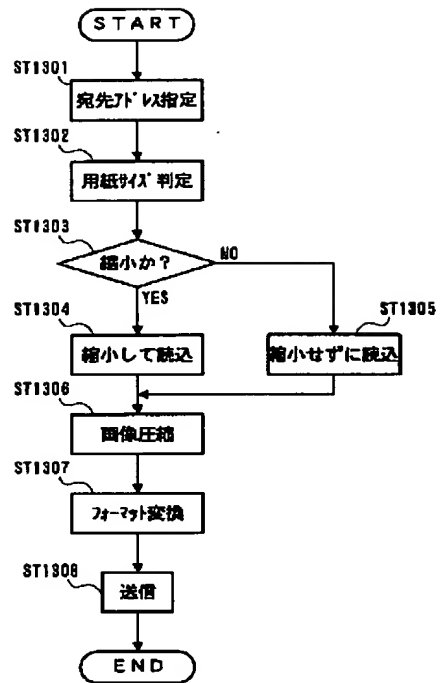 START
ST1301
宛先アドレス指定
ST1302
用紙サイズ判定
ST1303
縮小か?
NO
YES
ST1304
縮小して読込
ST1305
縮小せずに読込
ST1306
画像圧縮
ST1307
フォーマット変換
ST1308
送信
END